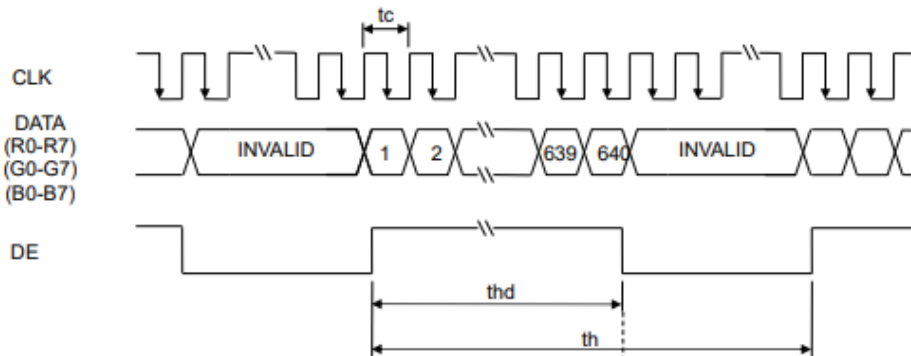 tc
CLK
DATA
(R0-R7)
(G0-G7)
(B0-B7)
INVALID 1 2 639 640 INVALID
DE
thd
th